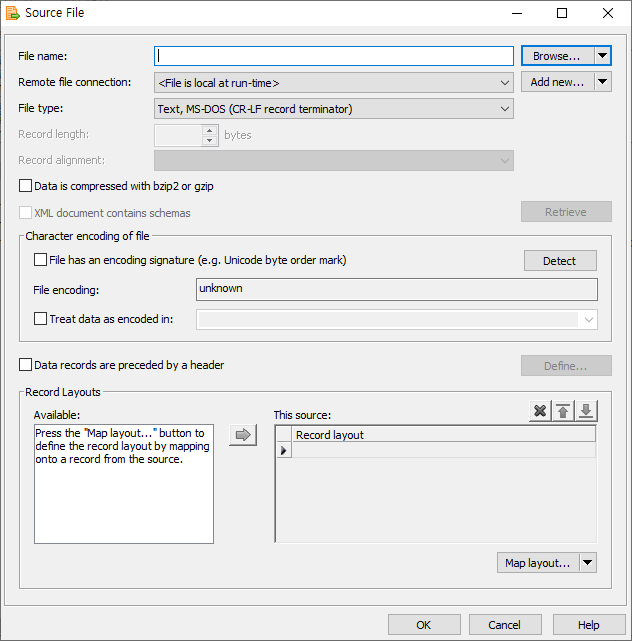 Source File
File name:
Browse...
Remote file connection:
<File is local at run-time>
Add new...
File type:
Text, MS-DOS (CR-LF record terminator)
Record length:
bytes
Record alignment:
Data is compressed with bzip2 or gzip
XML document contains schemas
Retrieve
Character encoding of file
File has an encoding signature (e.g. Unicode byte order mark)
Detect
File encoding:
unknown
Treat data as encoded in:
Data records are preceded by a header
Define...
Record Layouts
Available:
This source:
Press the "Map layout..." button to
define the record layout by mapping
onto a record from the source.
Record layout
Map layout...
OK
Cancel
Help